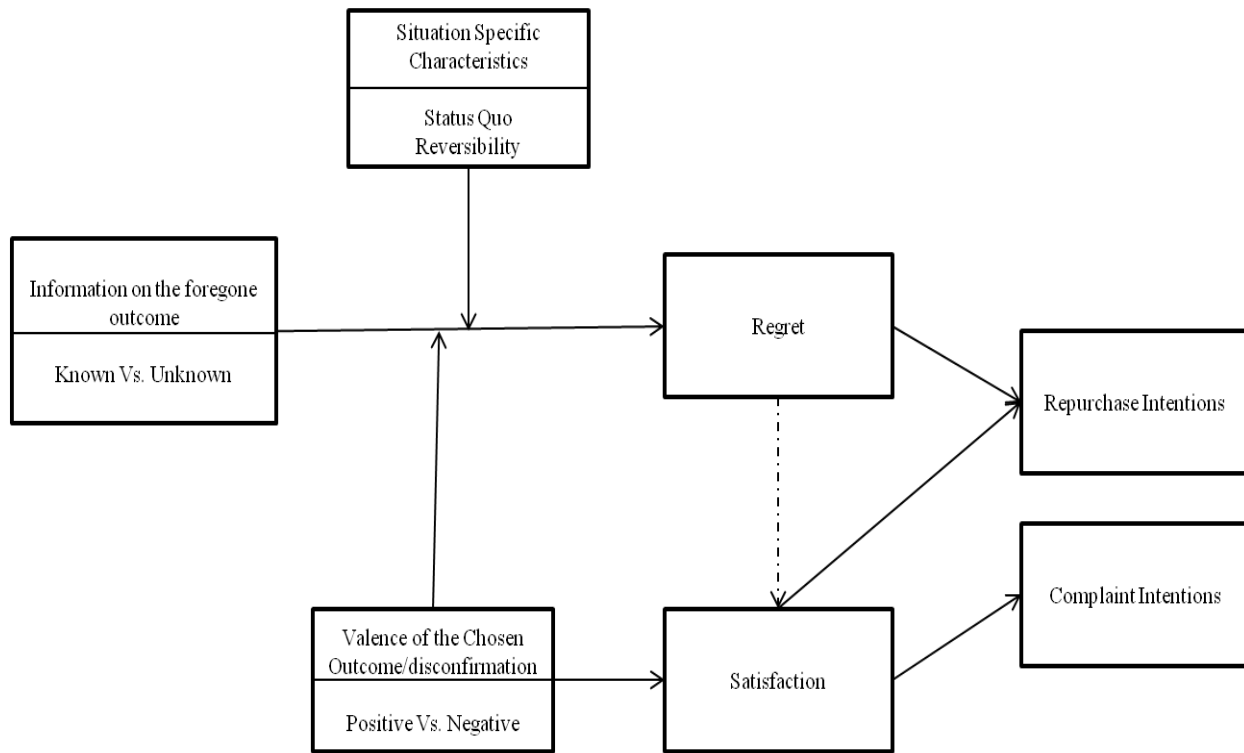 Situation Specific
Characteristics
Status Quo
Reversibility
Information on the foregone
outcome
Known Vs. Unknown
Regret
Repurchase Intentions
Valence of the Chosen
Outcome/disconfirmation
Positive Vs. Negative
Satisfaction
Complaint Intentions